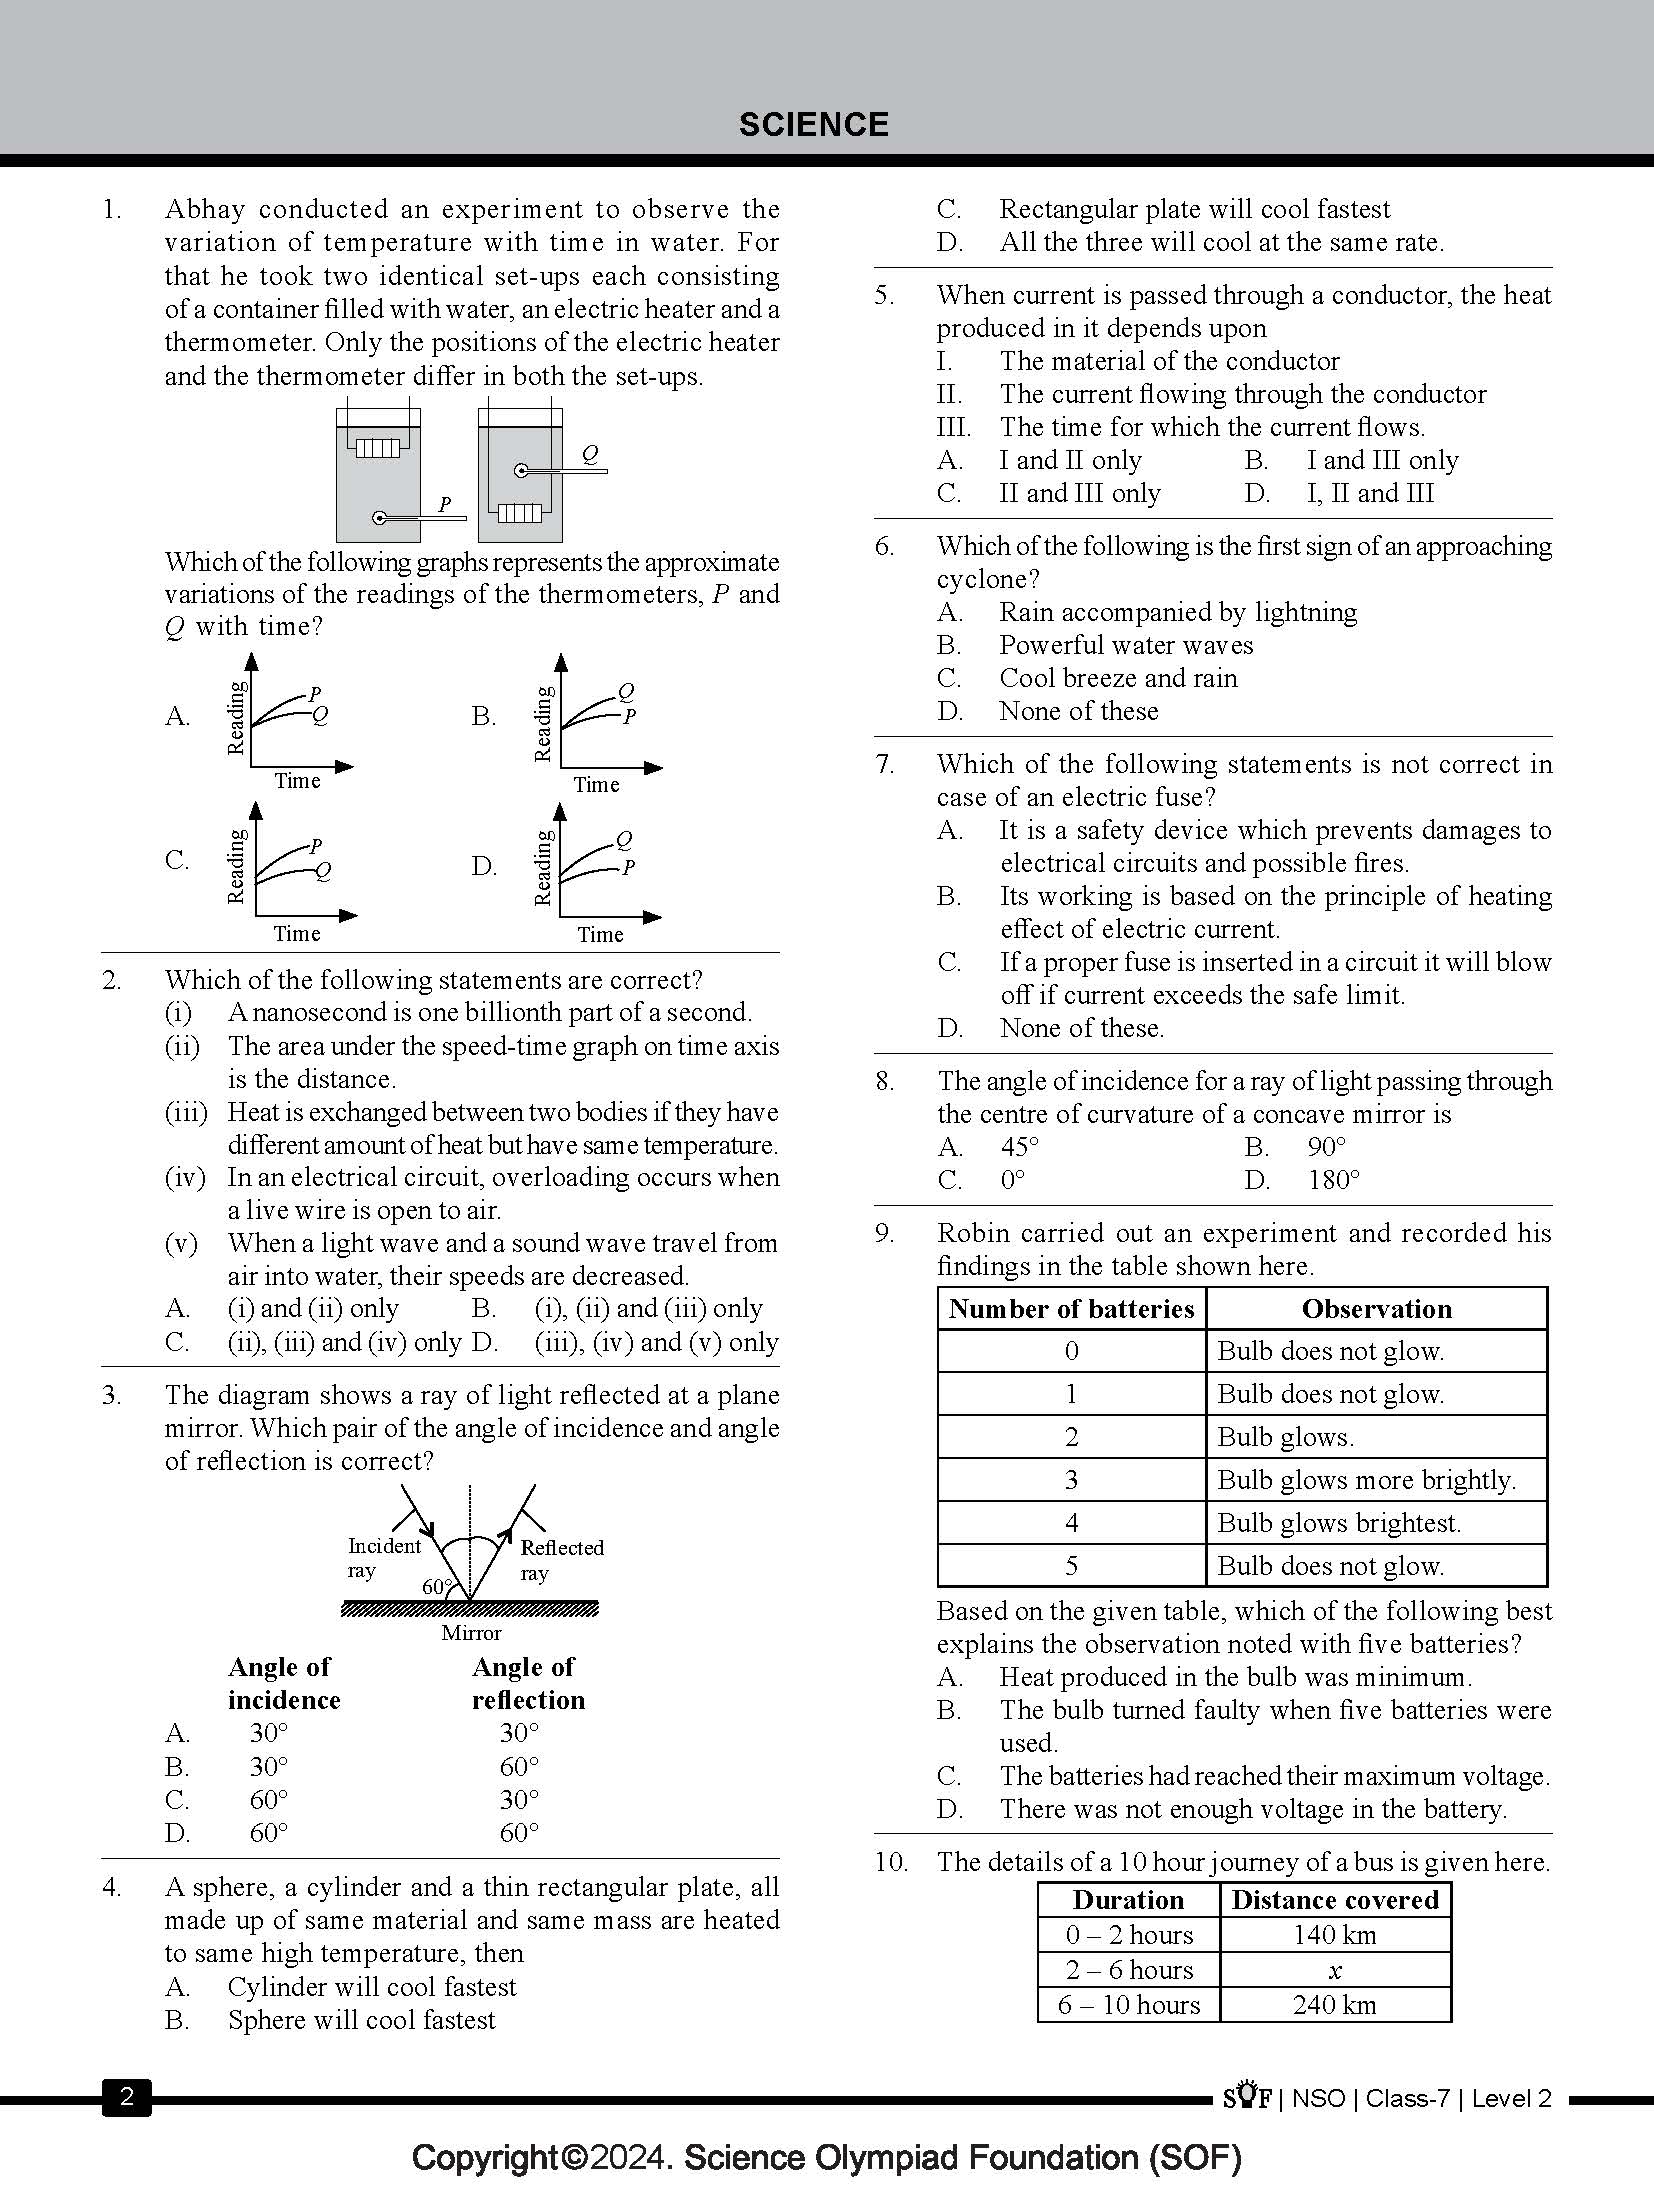 SCIENCE
1. Abhay conducted an experiment to observe the
variation of temperature with time in water. For
that he took two identical set-ups each consisting
of a container filled with water, an electric heater and a
thermometer. Only the positions of the electric heater
and the thermometer differ in both the set-ups.
Q
P
Which of the following graphs represents the approximate
variations of the readings of the thermometers, P and
Q with time?
A. Reading P Q Time
B. Reading Q P Time
C. Reading P Q Time
D. Reading Q P Time
2. Which of the following statements are correct?
(i) A nanosecond is one billionth part of a second.
(ii) The area under the speed-time graph on time axis
is the distance.
(iii) Heat is exchanged between two bodies if they have
different amount of heat but have same temperature.
(iv) In an electrical circuit, overloading occurs when
a live wire is open to air.
(v) When a light wave and a sound wave travel from
air into water, their speeds are decreased.
A. (i) and (ii) only B. (i), (ii) and (iii) only
C. (ii), (iii) and (iv) only D. (iii), (iv) and (v) only
3. The diagram shows a ray of light reflected at a plane
mirror. Which pair of the angle of incidence and angle
of reflection is correct?
Incident Reflected
ray ray
60°
Mirror
Angle of Angle of
incidence reflection
A. 30° 30°
B. 30° 60°
C. 60° 30°
D. 60° 60°
4. A sphere, a cylinder and a thin rectangular plate, all
made up of same material and same mass are heated
to same high temperature, then
A. Cylinder will cool fastest
B. Sphere will cool fastest
C. Rectangular plate will cool fastest
D. All the three will cool at the same rate.
5. When current is passed through a conductor, the heat
produced in it depends upon
I. The material of the conductor
II. The current flowing through the conductor
III. The time for which the current flows.
A. I and II only B. I and III only
C. II and III only D. I, II and III
6. Which of the following is the first sign of an approaching
cyclone?
A. Rain accompanied by lightning
B. Powerful water waves
C. Cool breeze and rain
D. None of these
7. Which of the following statements is not correct in
case of an electric fuse?
A. It is a safety device which prevents damages to
electrical circuits and possible fires.
B. Its working is based on the principle of heating
effect of electric current.
C. If a proper fuse is inserted in a circuit it will blow
off if current exceeds the safe limit.
D. None of these.
8. The angle of incidence for a ray of light passing through
the centre of curvature of a concave mirror is
A. 45° B. 90°
C. 0° D. 180°
9. Robin carried out an experiment and recorded his
findings in the table shown here.
Number of batteries Observation
0 Bulb does not glow.
1 Bulb does not glow.
2 Bulb glows.
3 Bulb glows more brightly.
4 Bulb glows brightest.
5 Bulb does not glow.
Based on the given table, which of the following best
explains the observation noted with five batteries?
A. Heat produced in the bulb was minimum.
B. The bulb turned faulty when five batteries were
used.
C. The batteries had reached their maximum voltage.
D. There was not enough voltage in the battery.
10. The details of a 10 hour journey of a bus is given here.
Duration Distance covered
0 – 2 hours 140 km
2 – 6 hours x
6 – 10 hours 240 km
2
SOF | NSO | Class-7 | Level 2
Copyright©2024. Science Olympiad Foundation (SOF)